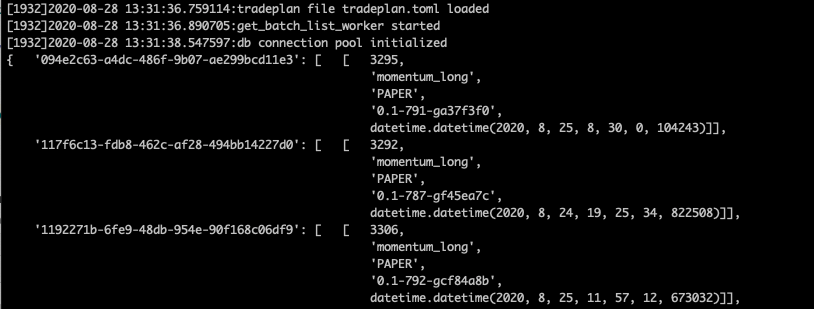 [1932]2020-08-28 13:31:36.759114:tradeplan file tradeplan.toml loaded
[1932]2020-08-28 13:31:36.890705:get_batch_list_worker started
[1932]2020-08-28 13:31:38.547597:db connection pool initialized
{   '094e2c63-a4dc-486f-9b07-ae299bcd11e3': [   [   3295,
'momentum_long',
'PAPER',
'0.1-791-ga37f3f0',
datetime.datetime(2020, 8, 25, 8, 30, 0, 104243)]],
'117f6c13-fdb8-462c-af28-494bb14227d0': [   [   3292,
'momentum_long',
'PAPER',
'0.1-787-gf45ea7c',
datetime.datetime(2020, 8, 24, 19, 25, 34, 822508)]],
'1192271b-6fe9-48db-954e-90f168c06df9': [   [   3306,
'momentum_long',
'PAPER',
'0.1-792-gcf84a8b',
datetime.datetime(2020, 8, 25, 11, 57, 12, 673032)]],